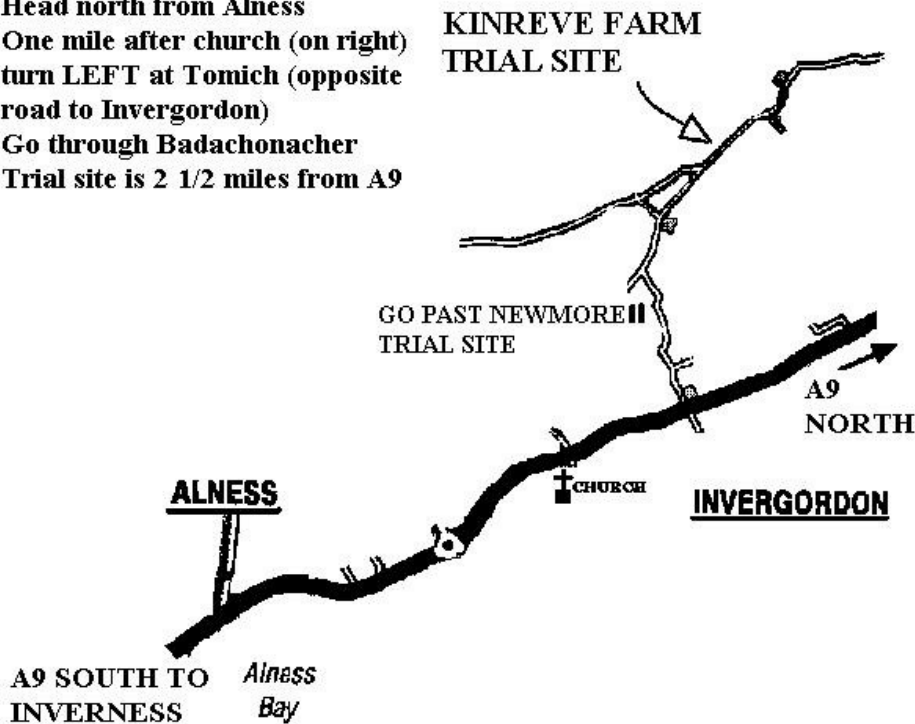 Head north from Alness
One mile after church (on right)
turn LEFT at Tomich (opposite
road to Invergordon)
Go through Badachonacher
Trial site is 2 1/2 miles from A9
KINREVE FARM
TRIAL SITE
GO PAST NEWMORE
TRIAL SITE
A9
NORTH
CHURCH
ALNESS
INVERGORDON
A9 SOUTH TO
INVERNESS
Alness
Bay